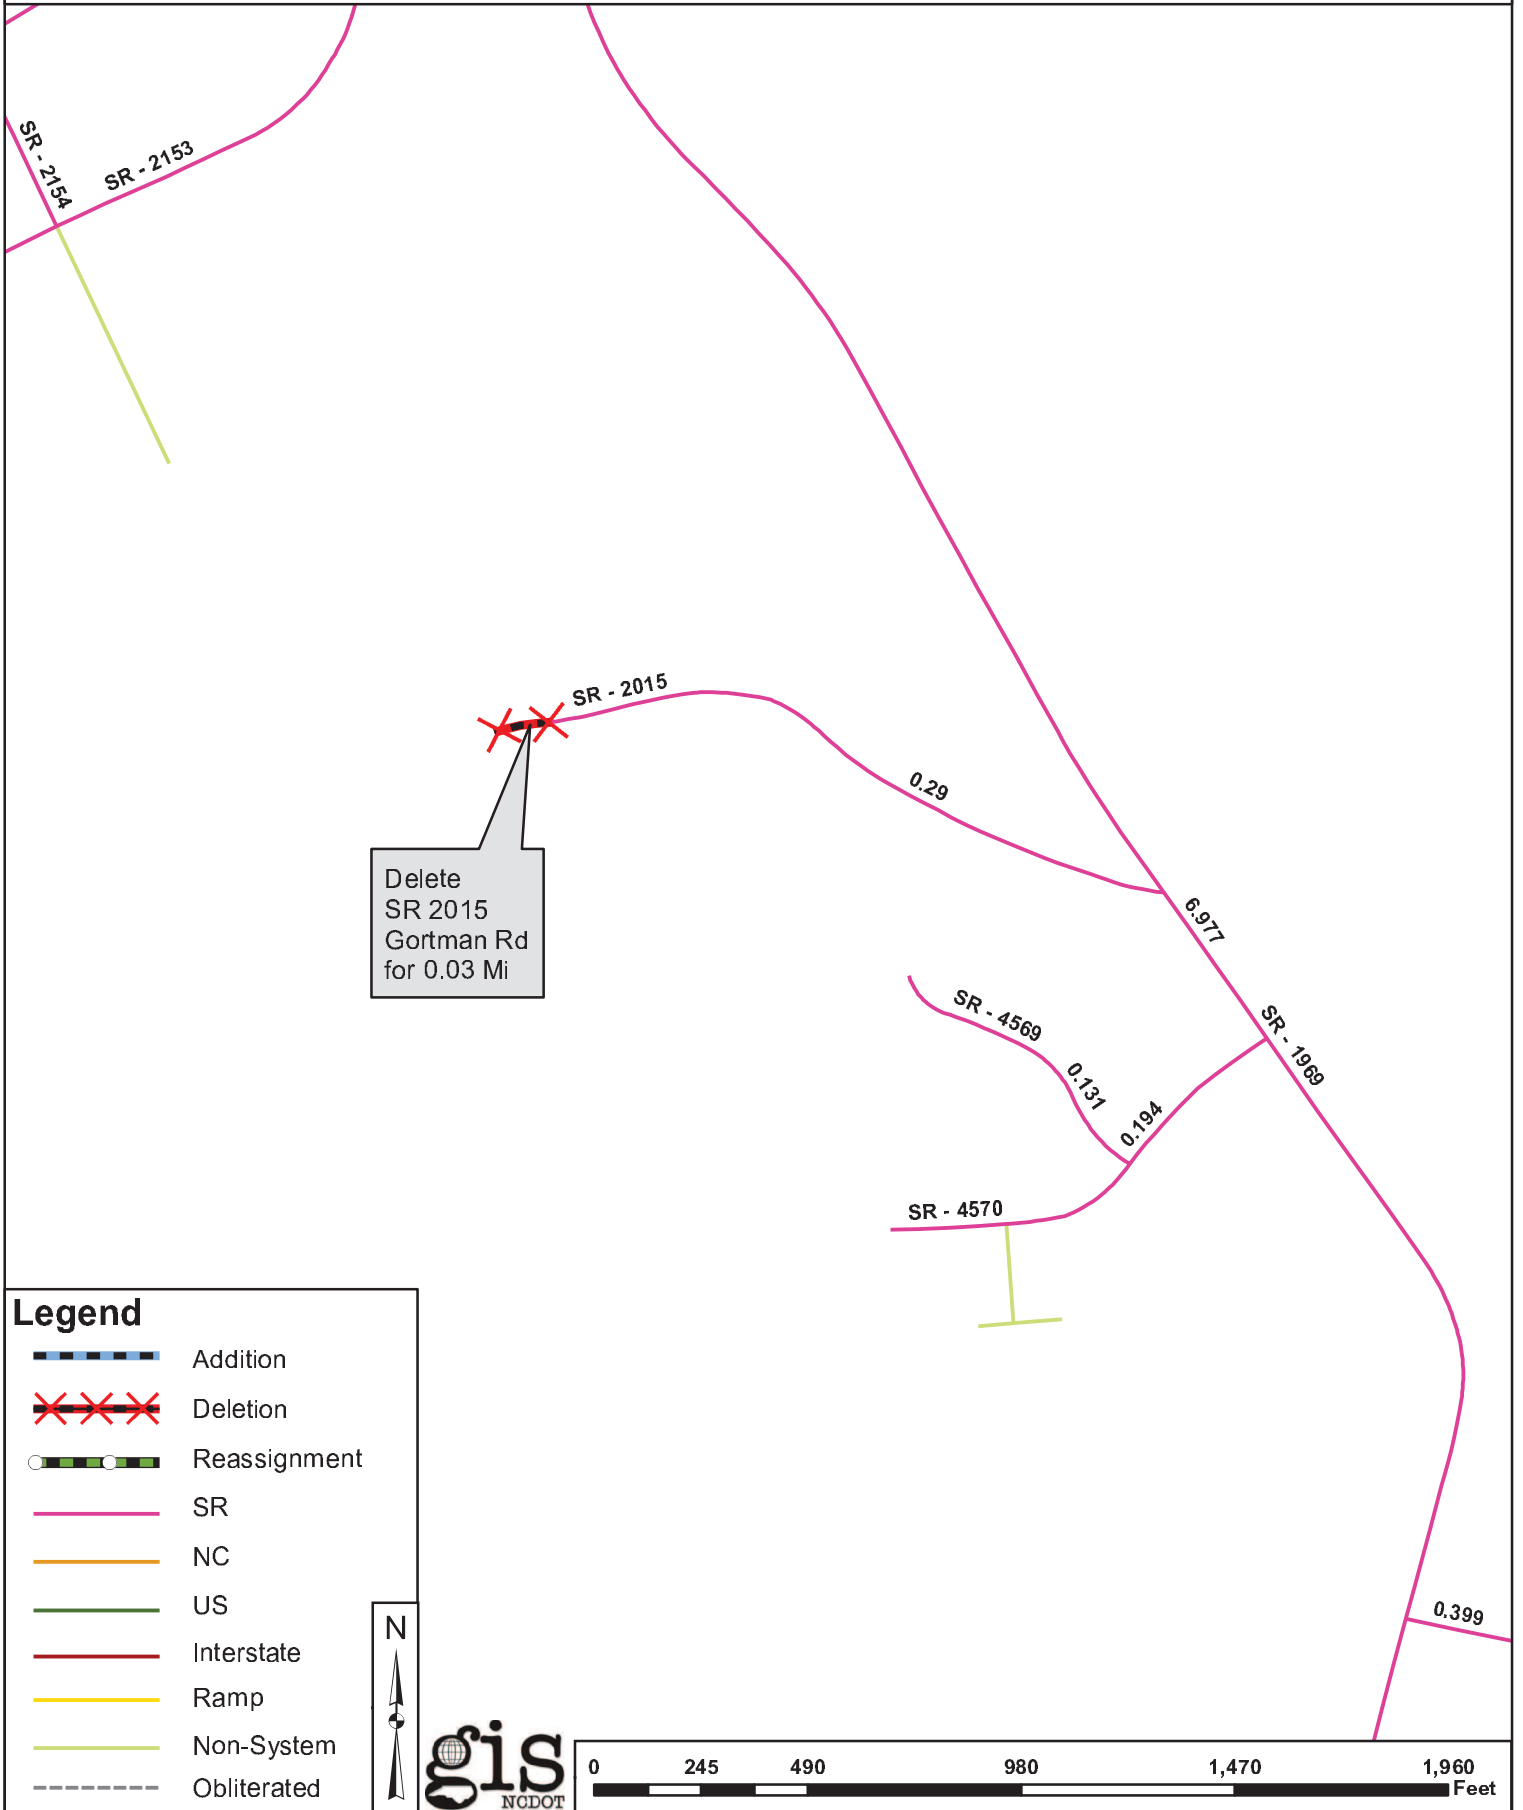 SR - 2154
SR - 2153
SR - 2015
0.29
Delete
SR 2015
Gortman Rd
for 0.03 Mi
6.977
SR - 4569
SR - 1969
0.131
0.194
SR - 4570
Legend
Addition
Deletion
Reassignment
SR
NC
US
Interstate
Ramp
Non-System
Obliterated
N
0.399
gis
NCDOT
0 245 490 980 1,470 1,960
Feet